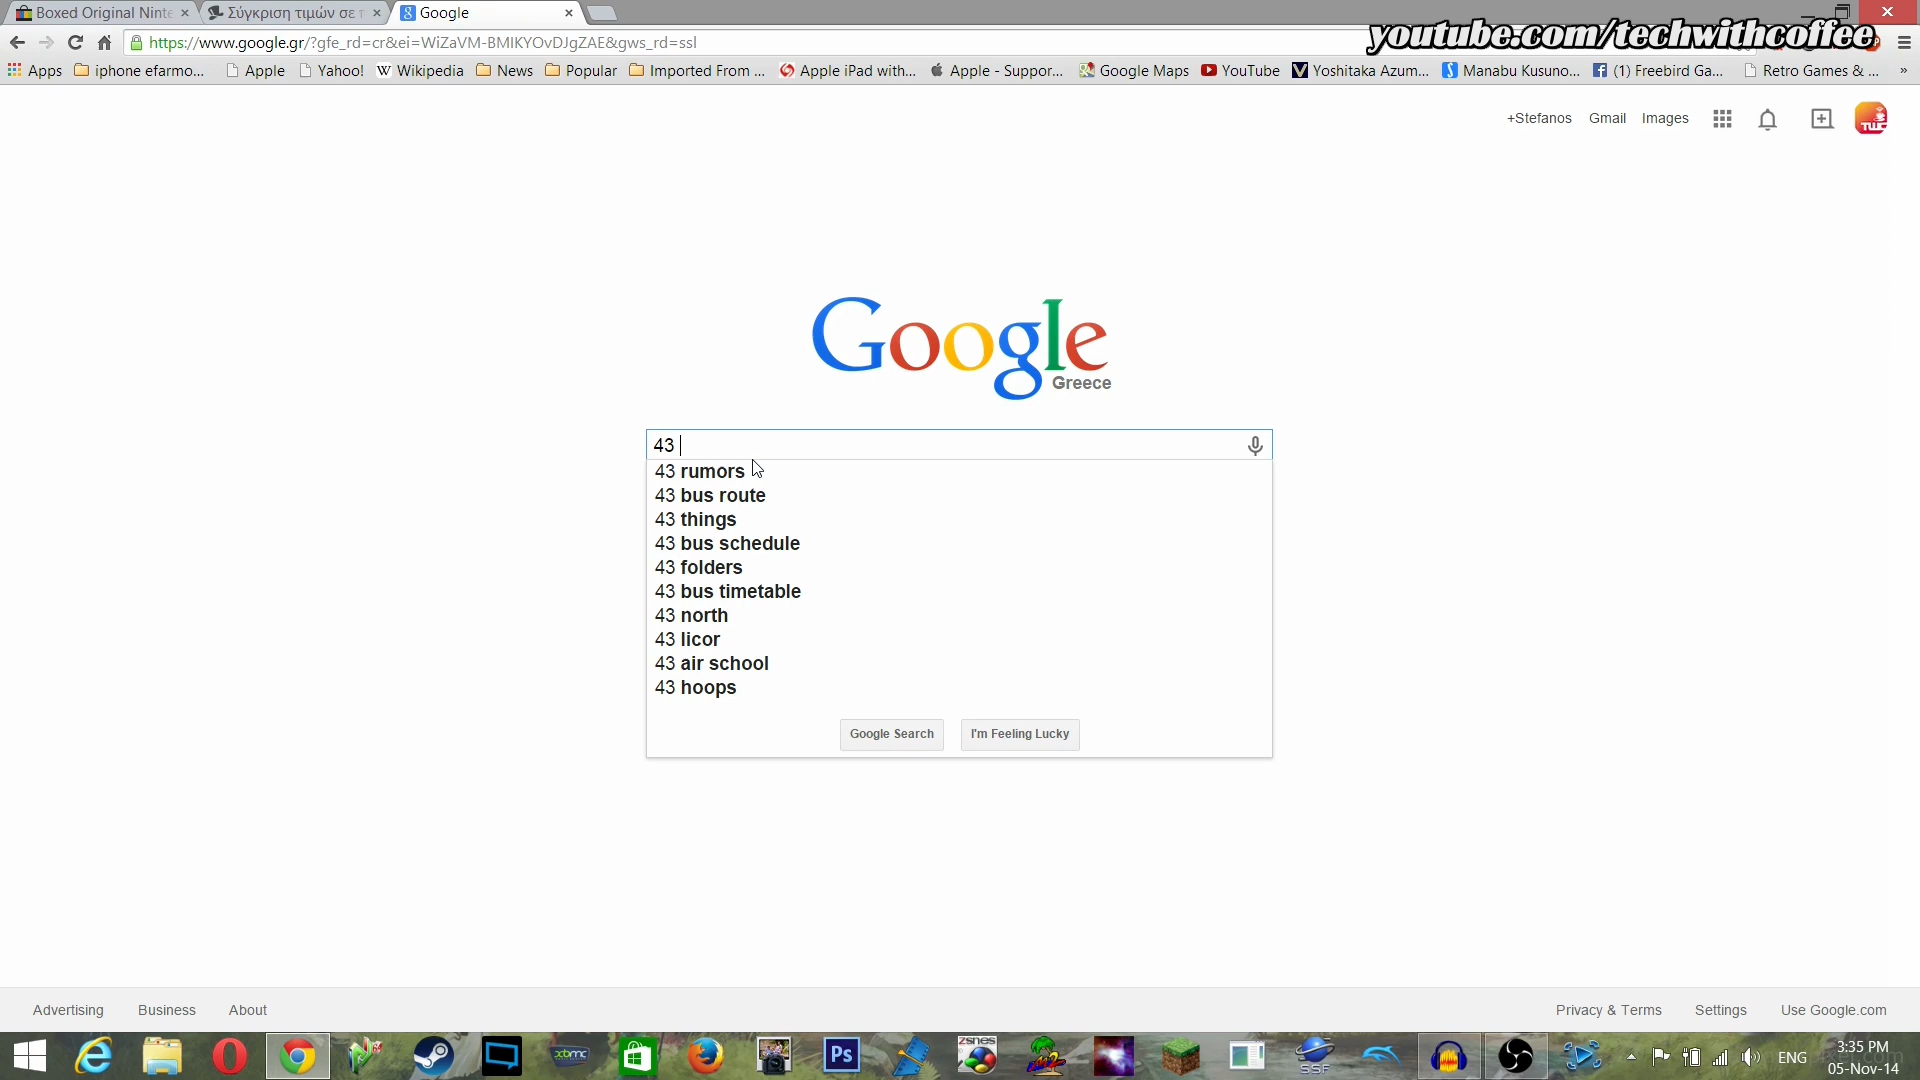 Boxed Original Ninte
Σύγκριση τιμών σε π
Google
https://www.google.gr/?gfe_rd=cr&ei=WiZaVM-BMIKYOvDJgZAE&gws_rd=ssl
youtube.com/techwithcoffee
Apps iphone efarmo... Apple Yahoo! Wikipedia News Popular Imported From ... Apple iPad with... Apple - Suppor... Google Maps YouTube Yoshitaka Azum... Manabu Kusuno... (1) Freebird Ga... Retro Games & ... »
+Stefanos Gmail Images
Google
Greece
43
43 rumors
43 bus route
43 things
43 bus schedule
43 folders
43 bus timetable
43 north
43 licor
43 air school
43 hoops
Google Search I'm Feeling Lucky
Advertising Business About Privacy & Terms Settings Use Google.com
xbmc Ps ZSNES SSF ENG 3:35 PM
05-Nov-14